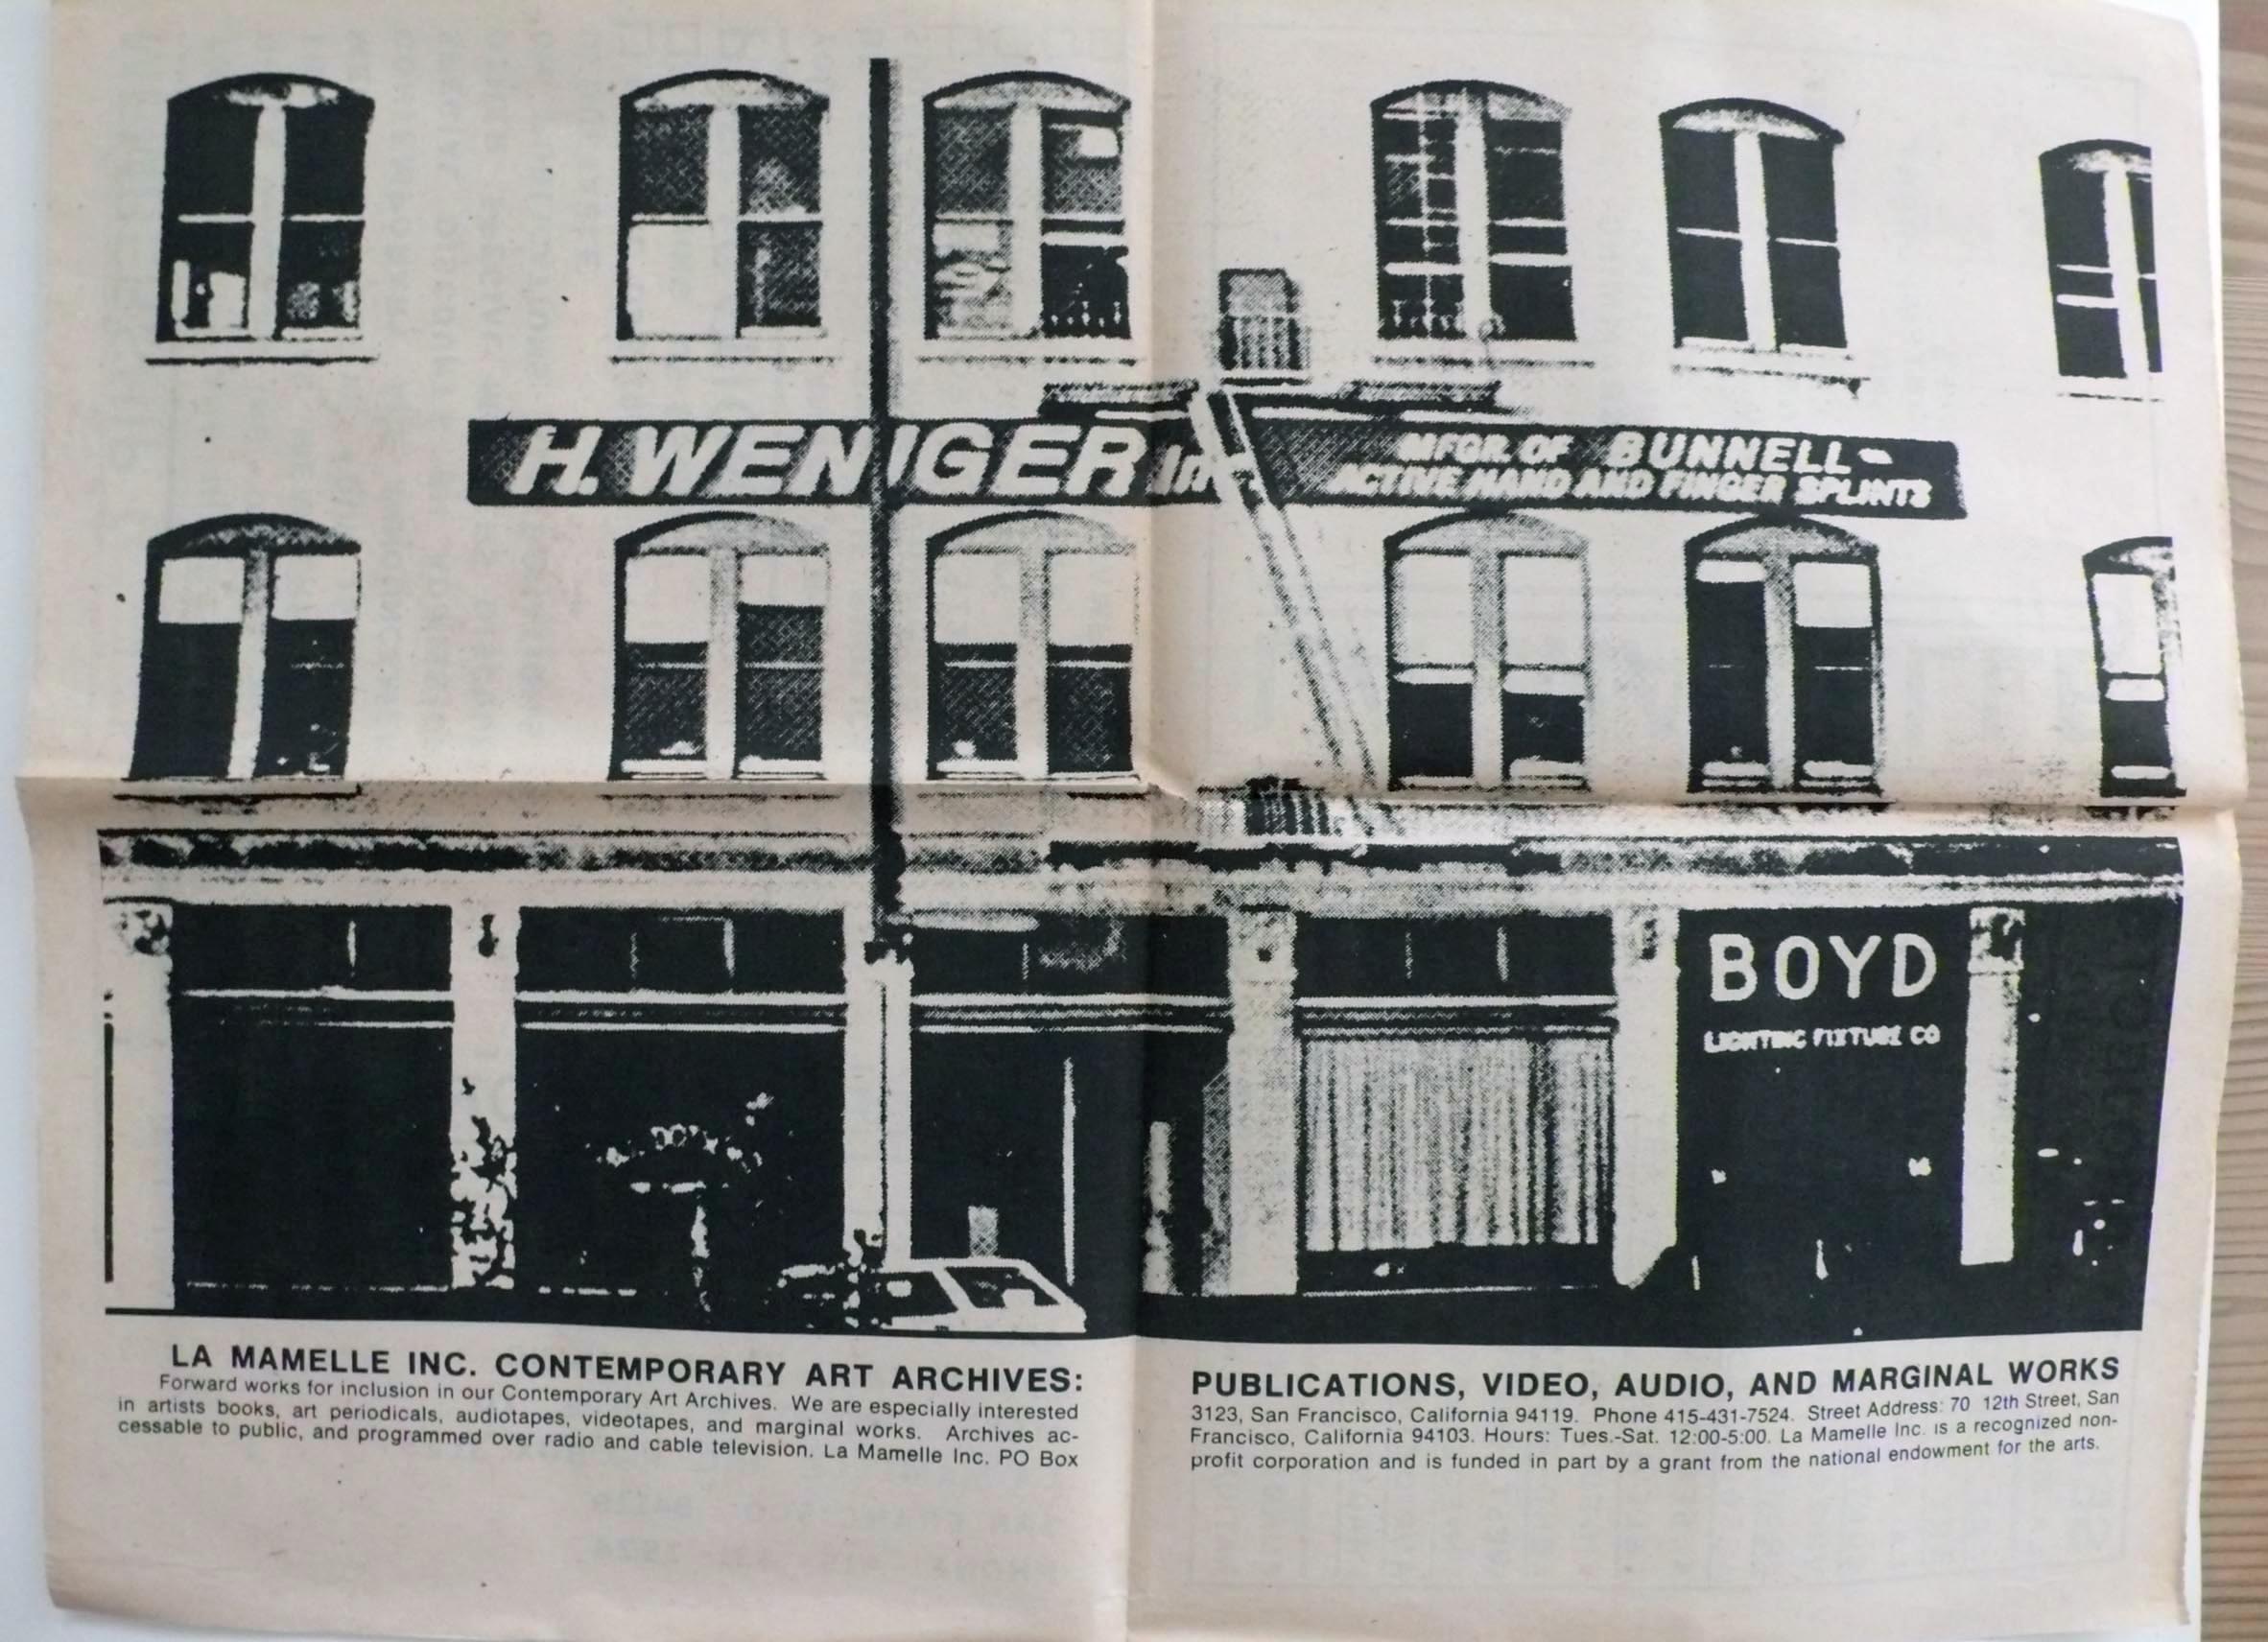 H. WENIGER Inc
MFGR. OF BUNNELL
ACTIVE HAND AND FINGER SPLINTS
BOYD
LIGHTING FIXTURE CO
LA MAMELLE INC. CONTEMPORARY ART ARCHIVES:
Forward works for inclusion in our Contemporary Art Archives. We are especially interested
in artists books, art periodicals, audiotapes, videotapes, and marginal works. Archives ac-
cessable to public, and programmed over radio and cable television. La Mamelle Inc. PO Box
PUBLICATIONS, VIDEO, AUDIO, AND MARGINAL WORKS
3123, San Francisco, California 94119. Phone 415-431-7524. Street Address: 70 12th Street, San
Francisco, California 94103. Hours: Tues.-Sat. 12:00-5:00. La Mamelle Inc. is a recognized non-
profit corporation and is funded in part by a grant from the national endowment for the arts.